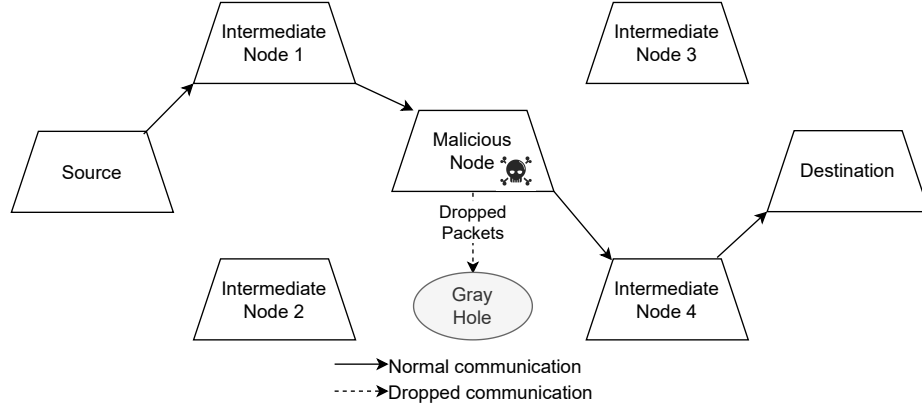 Intermediate
Node 1
Intermediate
Node 3
Malicious
Node
Source
Destination
Dropped
Packets
Intermediate
Node 2
Gray
Hole
Intermediate
Node 4
Normal communication
Dropped communication